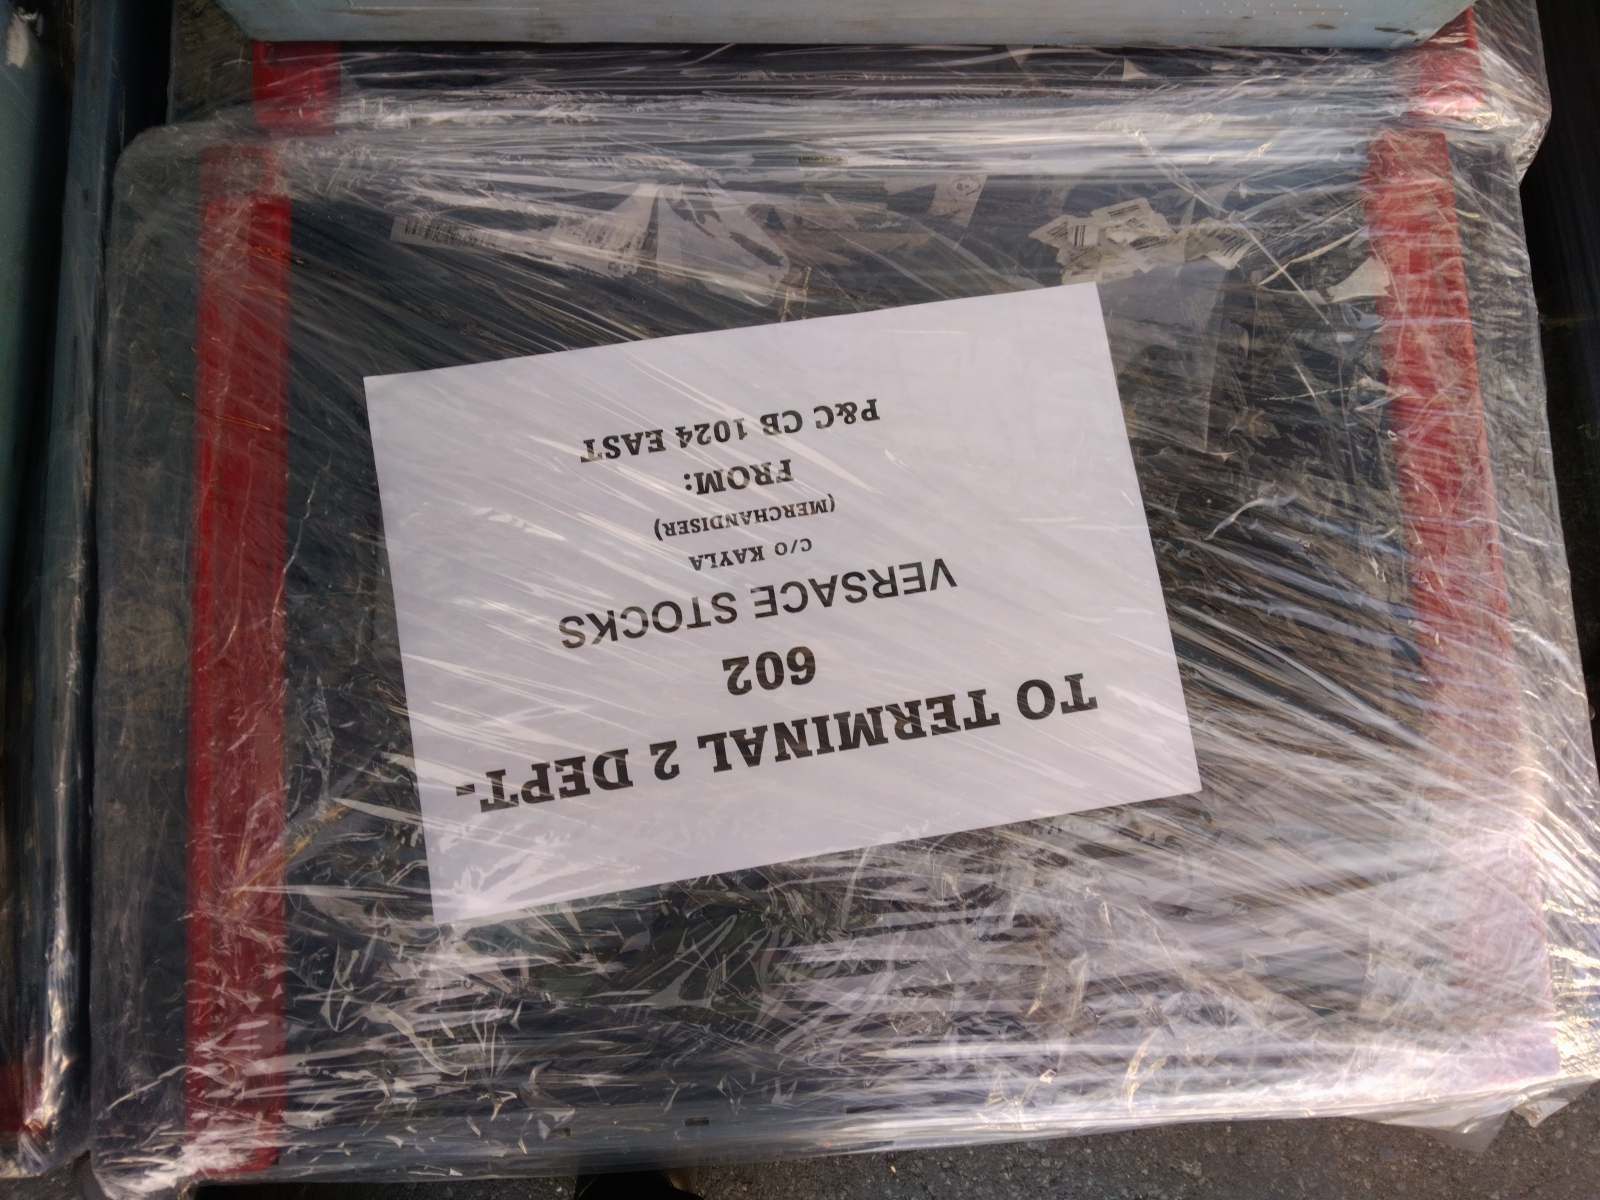 TO TERMINAL 2 DEPT-
602
VERSACE STOCKS
C/O KAYLA
(MERCHANDISER)
FROM:
P&C CB 1024 EAST